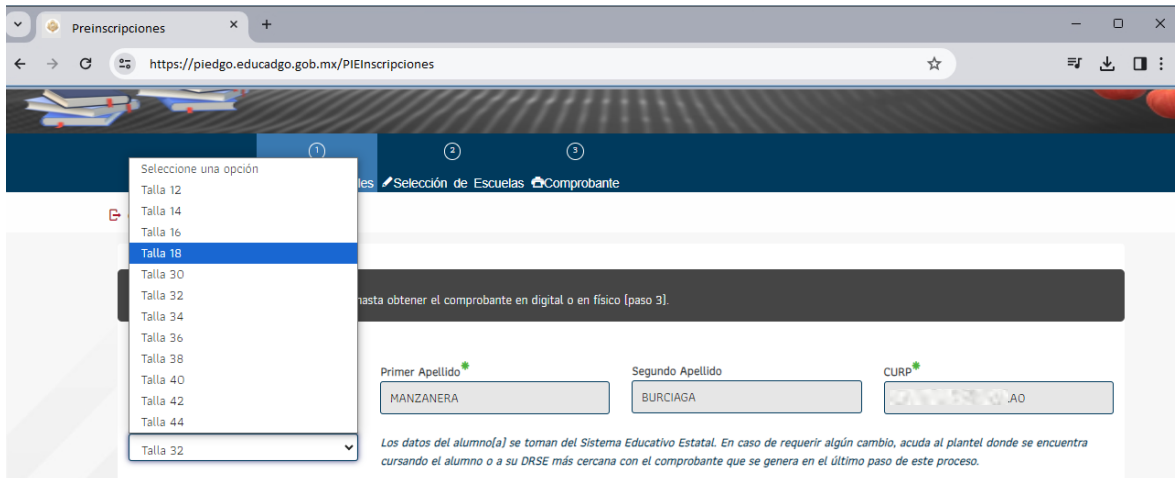 Preinscripciones
https://piedgo.educadgo.gob.mx/PIEInscripciones
1 2 3
les Selección de Escuelas Comprobante
Seleccione una opción
Talla 12
Talla 14
Talla 16
Talla 18
Talla 30
Talla 32
Talla 34
Talla 36
Talla 38
Talla 40
Talla 42
Talla 44
Talla 32
hasta obtener el comprobante en digital o en físico [paso 3].
Primer Apellido* Segundo Apellido CURP*
MANZANERA BURCIAGA .A0
Los datos del alumno[a] se toman del Sistema Educativo Estatal. En caso de requerir algún cambio, acuda al plantel donde se encuentra
cursando el alumno o a su DRSE más cercana con el comprobante que se genera en el último paso de este proceso.